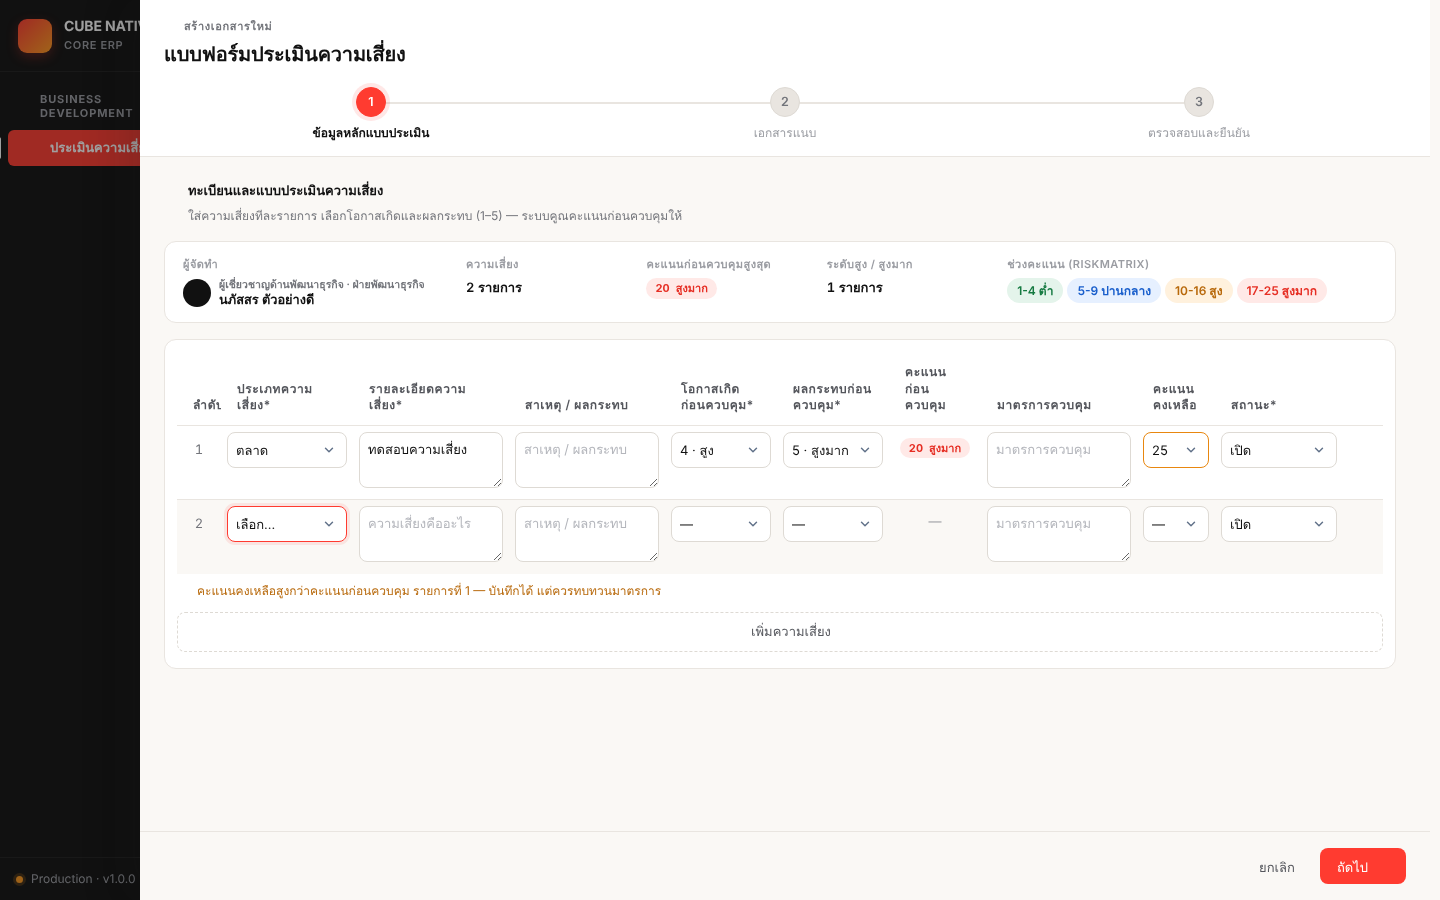 CUBE NATIV
CORE ERP
BUSINESS
DEVELOPMENT
ประเมินความเสี่
Production · v1.0.0
สร้างเอกสารใหม่
แบบฟอร์มประเมินความเสี่ยง
1
2
3
ข้อมูลหลักแบบประเมิน
เอกสารแนบ
ตรวจสอบและยืนยัน
ทะเบียนและแบบประเมินความเสี่ยง
ใส่ความเสี่ยงทีละรายการ เลือกโอกาสเกิดและผลกระทบ (1–5) — ระบบคูณคะแนนก่อนควบคุมให้
ผู้จัดทำ
ผู้เชี่ยวชาญด้านพัฒนาธุรกิจ · ฝ่ายพัฒนาธุรกิจ
นภัสสร ตัวอย่างดี
ความเสี่ยง
2 รายการ
คะแนนก่อนควบคุมสูงสุด
20 สูงมาก
ระดับสูง / สูงมาก
1 รายการ
ช่วงคะแนน (RISKMATRIX)
1-4 ต่ำ 5-9 ปานกลาง 10-16 สูง 17-25 สูงมาก
ลำดับ
ประเภทความ
เสี่ยง*
รายละเอียดความ
เสี่ยง*
สาเหตุ / ผลกระทบ
โอกาสเกิด
ก่อนควบคุม*
ผลกระทบก่อน
ควบคุม*
คะแนน
ก่อน
ควบคุม
มาตรการควบคุม
คะแนน
คงเหลือ
สถานะ*
1 ตลาด ทดสอบความเสี่ยง สาเหตุ / ผลกระทบ 4 · สูง 5 · สูงมาก 20 สูงมาก มาตรการควบคุม 25 เปิด
2 เลือก... ความเสี่ยงคืออะไร สาเหตุ / ผลกระทบ — — — มาตรการควบคุม — เปิด
คะแนนคงเหลือสูงกว่าคะแนนก่อนควบคุม รายการที่ 1 — บันทึกได้ แต่ควรทบทวนมาตรการ
เพิ่มความเสี่ยง
ยกเลิก
ถัดไป